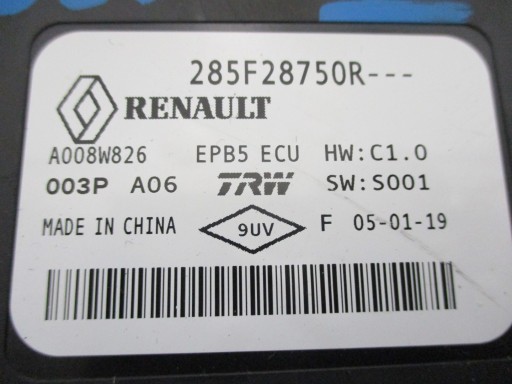 285F28750R---
RENAULT
A008W826 EPB5 ECU HW:C1.0
003P A06 TRW SW:S001
MADE IN CHINA 9UV F 05-01-19